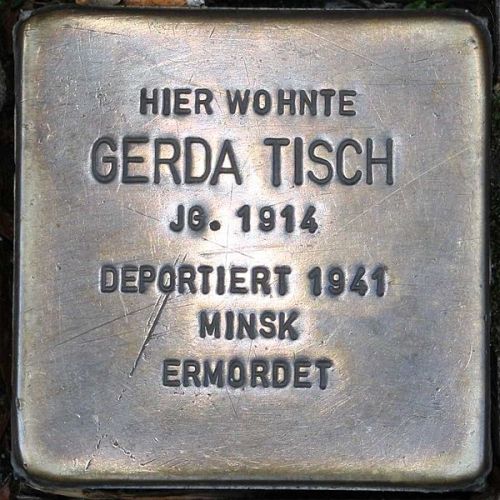 HIER WOHNTE
GERDA TISCH
JG. 1914
DEPORTIERT 1941
MINSK
ERMORDET